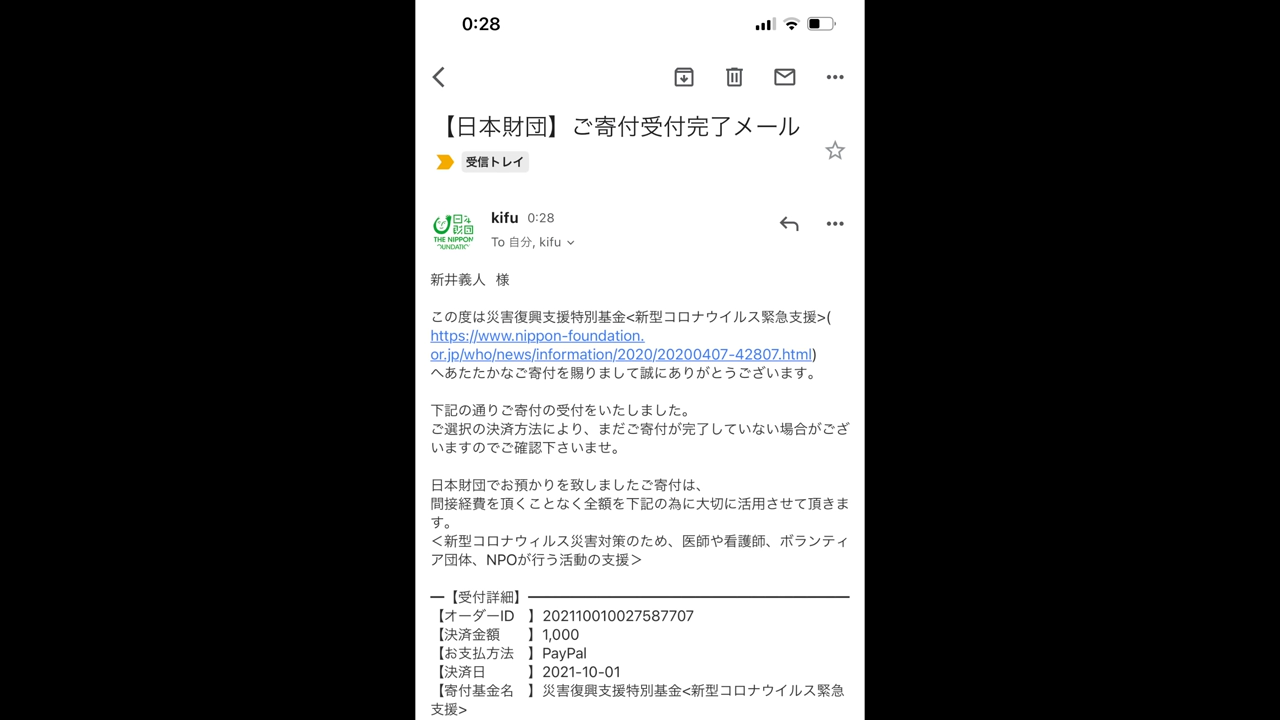 0:28
【日本財団】ご寄付受付完了メール
受信トレイ
日本財団
THE NIPPON
FOUNDATION
kifu 0:28
To 自分, kifu
新井義人 様
この度は災害復興支援特別基金<新型コロナウイルス緊急支援>(
https://www.nippon-foundation.
or.jp/who/news/information/2020/20200407-42807.html)
へあたたかなご寄付を賜りまして誠にありがとうございます。
下記の通りご寄付の受付をいたしました。
ご選択の決済方法により、まだご寄付が完了していない場合がござ
いますのでご確認下さいませ。
日本財団でお預かりを致しましたご寄付は、
間接経費を頂くことなく全額を下記の為に大切に活用させて頂きま
す。
＜新型コロナウィルス災害対策のため、医師や看護師、ボランティ
ア団体、NPOが行う活動の支援＞
━【受付詳細】━━━━━━━━━━━━━━━━━
【オーダーID　】202110010027587707
【決済金額　　】1,000
【お支払方法　】PayPal
【決済日　　　】2021-10-01
【寄付基金名　】災害復興支援特別基金<新型コロナウイルス緊急
支援>